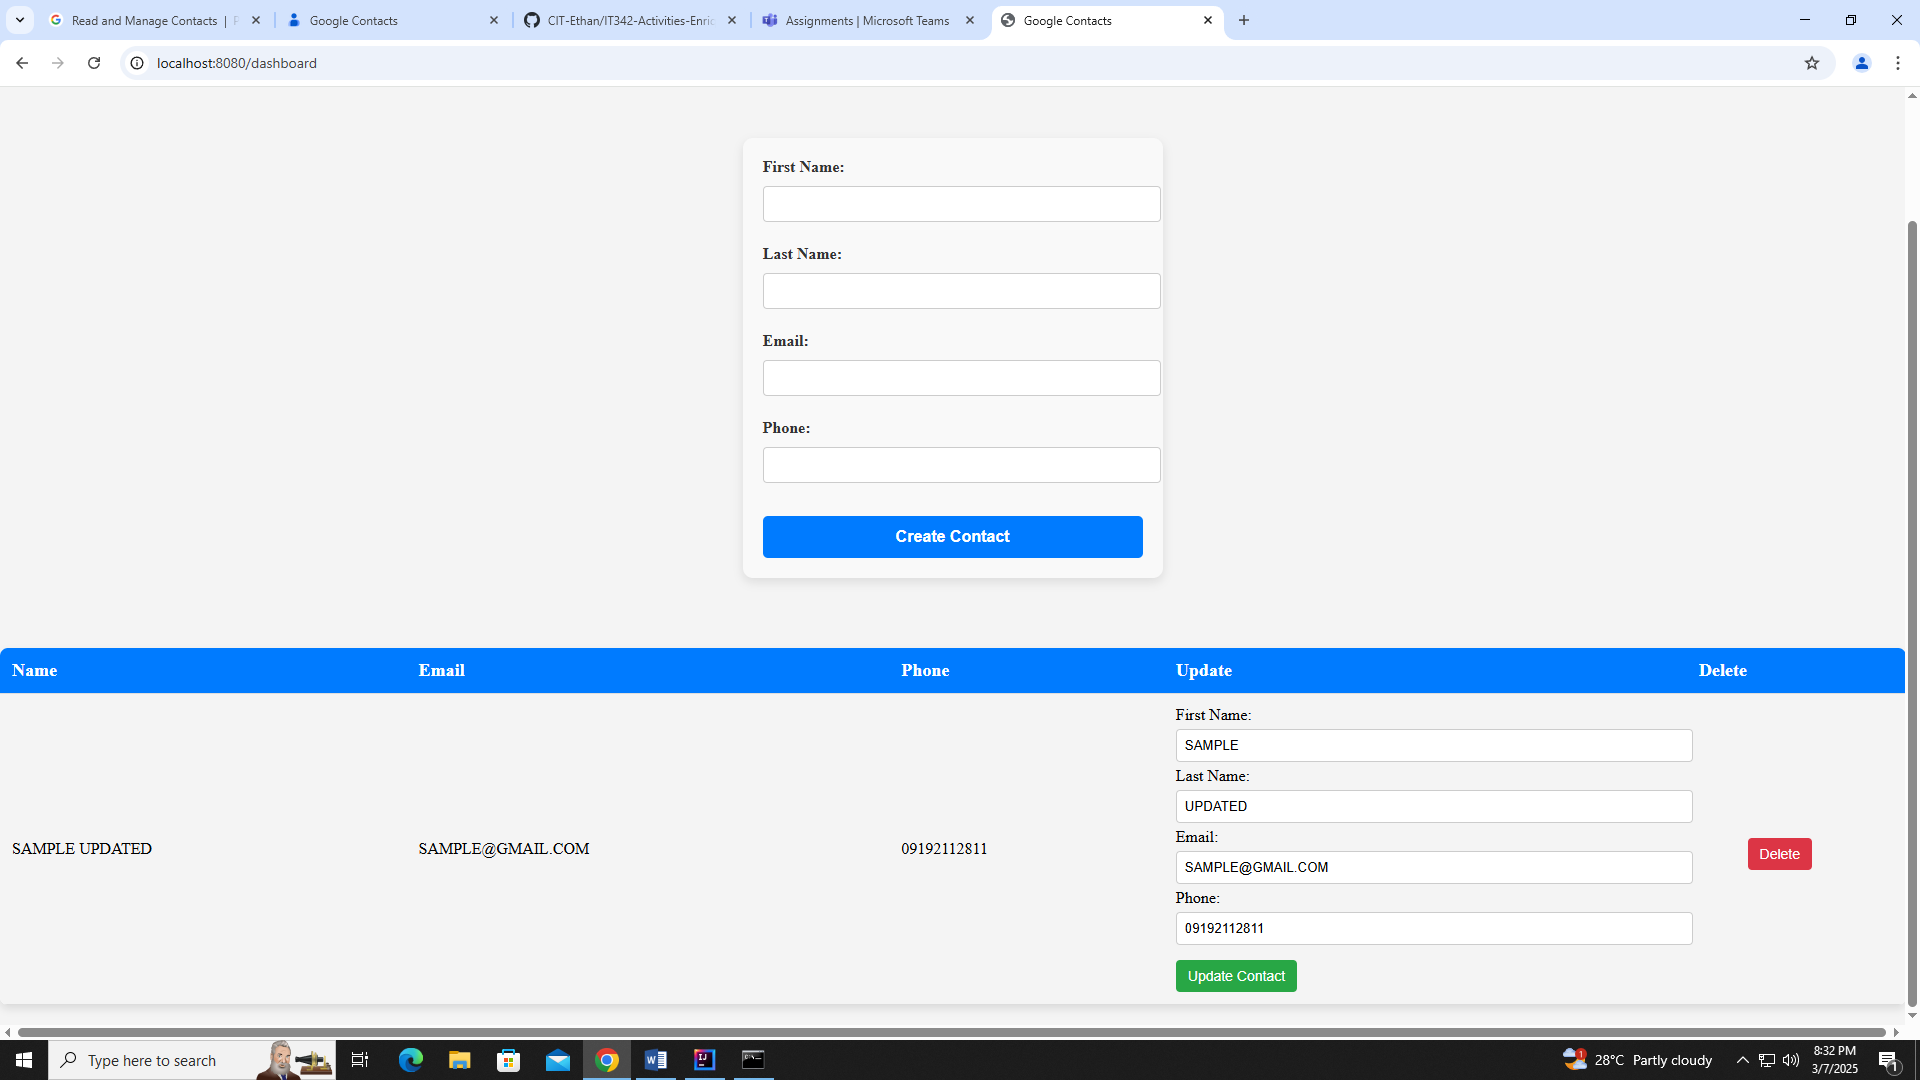 Read and Manage Contacts | P
Google Contacts
CIT-Ethan/IT342-Activities-Enric
Assignments | Microsoft Teams
Google Contacts
localhost:8080/dashboard
First Name:
Last Name:
Email:
Phone:
Create Contact
Name Email Phone Update Delete
First Name:
SAMPLE
Last Name:
UPDATED
Email:
SAMPLE UPDATED SAMPLE@GMAIL.COM 09192112811 Delete
SAMPLE@GMAIL.COM
Phone:
09192112811
Update Contact
Type here to search
1
28°C Partly cloudy
8:32 PM
3/7/2025
1